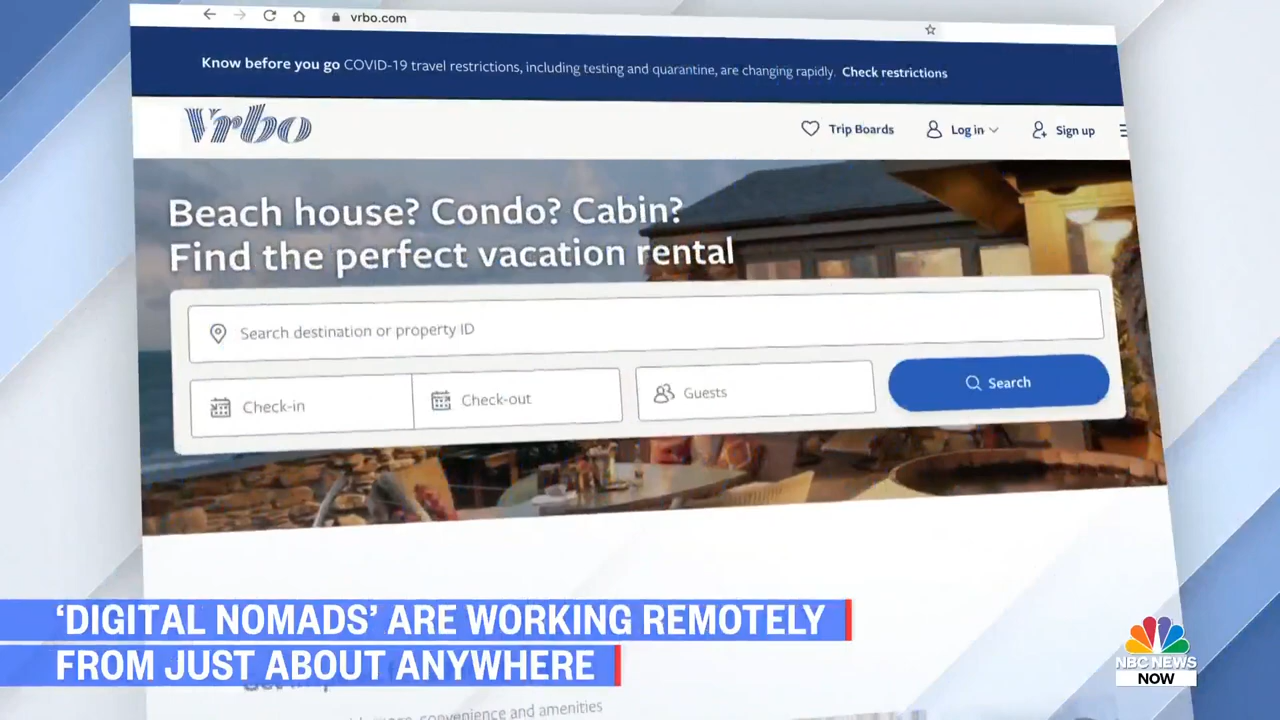 vrbo.com
Know before you go COVID-19 travel restrictions, including testing and quarantine, are changing rapidly. Check restrictions
Vrbo
Trip Boards
Log in
Sign up
Beach house? Condo? Cabin?
Find the perfect vacation rental
Search destination or property ID
Check-in
Check-out
Guests
Search
‘DIGITAL NOMADS’ ARE WORKING REMOTELY
FROM JUST ABOUT ANYWHERE
convenience and amenities
NBC NEWS
NOW